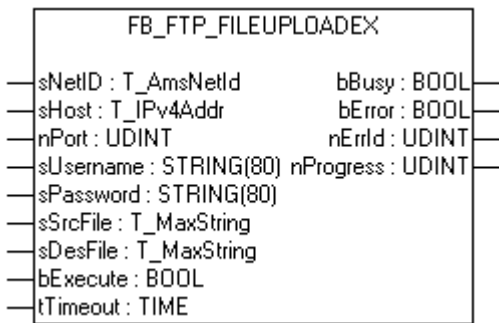 FB_FTP_FILEUPLOADEX
sNetID : T_AmsNetId bBusy : BOOL
sHost : T_IPv4Addr bError : BOOL
nPort : UDINT nErrId : UDINT
sUsername : STRING(80) nProgress : UDINT
sPassword : STRING(80)
sSrcFile : T_MaxString
sDesFile : T_MaxString
bExecute : BOOL
tTimeout : TIME